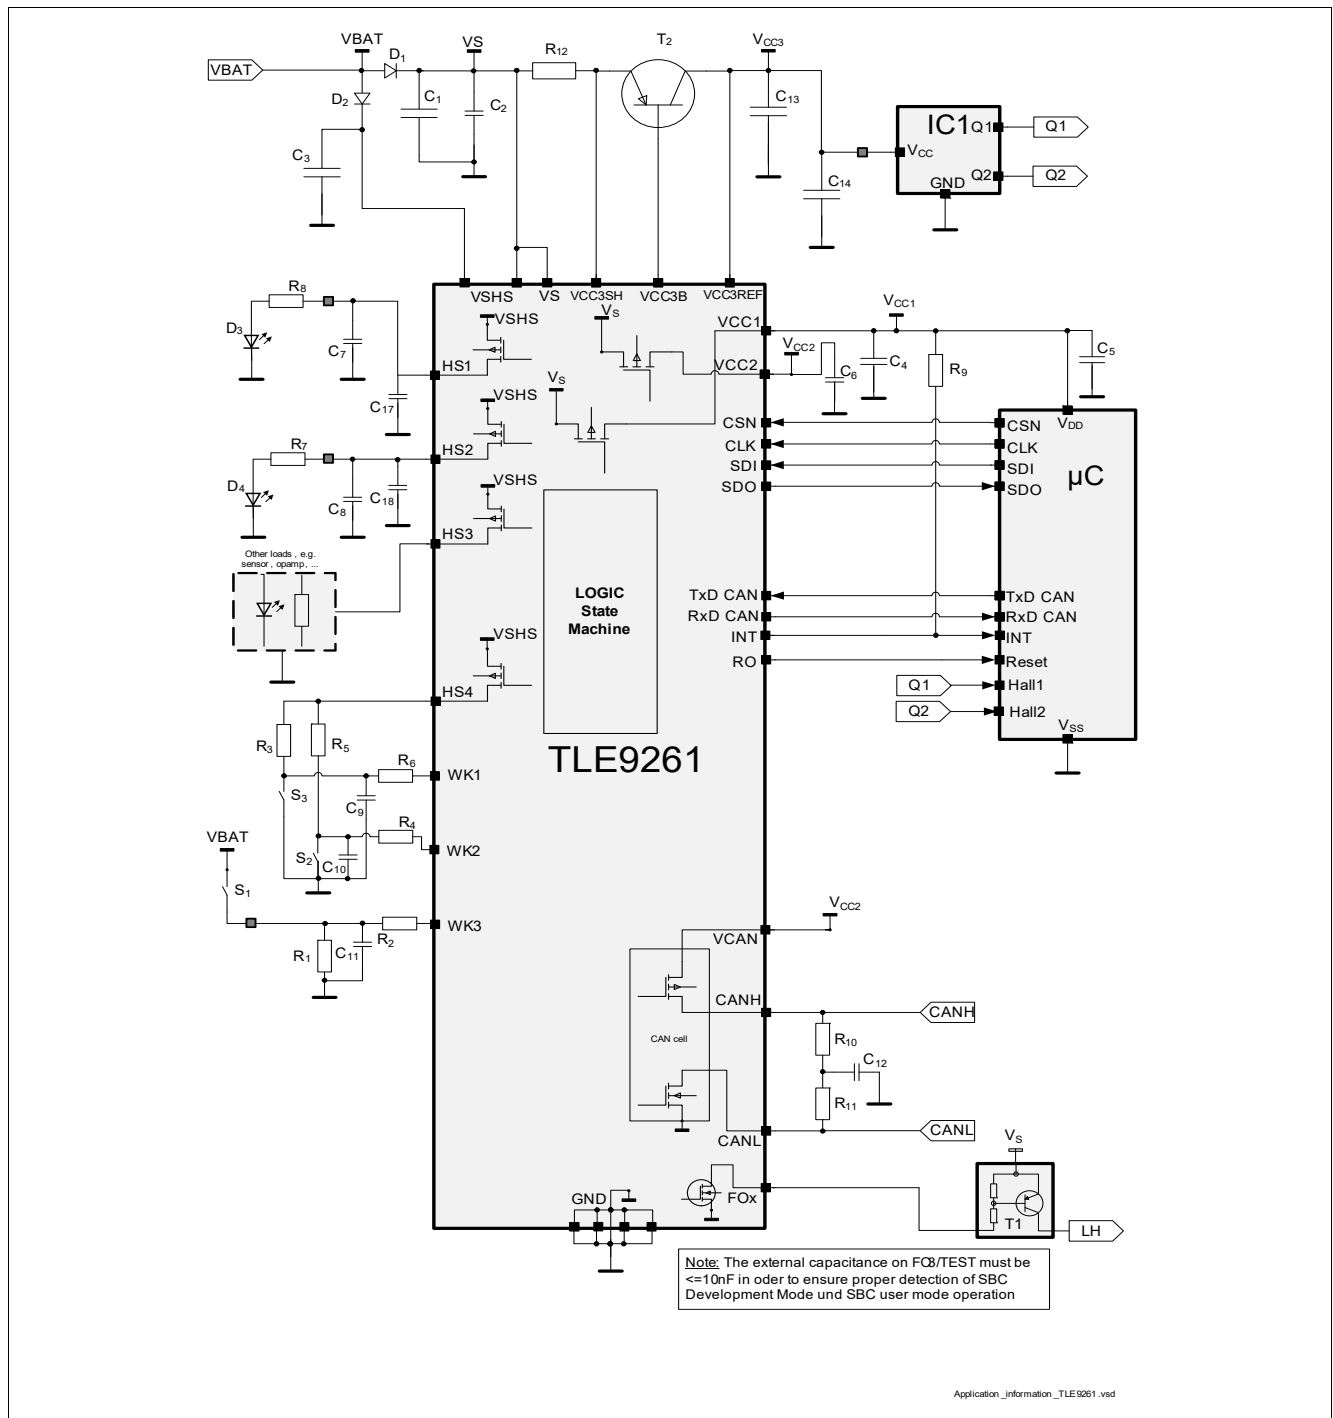 VBAT
VBAT
D1
VS
R12
T2
VCC3
D2
C1
C2
C3
C13
C14
IC1
VCC
Q1
Q2
GND
Q1
Q2
VSHS
VS
VCC3SH
VCC3B
VCC3REF
R8
D3
C7
C17
HS1
VSHS
VS
VS
VCC1
VCC2
VCC1
VCC2
C6
C4
R9
C5
R7
D4
C8
C18
HS2
VSHS
CSN
CLK
SDI
SDO
CSN
VDD
CLK
SDI
SDO
µC
HS3
VSHS
Other loads , e.g.
sensor , opamp , ...
LOGIC
State
Machine
TxD CAN
RxD CAN
INT
RO
TxD CAN
RxD CAN
INT
Reset
Hall1
Hall2
VSS
Q1
Q2
VSHS
HS4
R3
R5
R6
WK1
S3
C9
R4
S2
C10
WK2
TLE9261
VBAT
S1
R1
C11
R2
WK3
VCC2
VCAN
CANH
CAN cell
CANL
CANH
R10
C12
R11
CANL
VS
T1
LH
GND
FOx
Note: The external capacitance on FO3/TEST must be
<=10nF in oder to ensure proper detection of SBC
Development Mode und SBC user mode operation
Application_information_TLE9261.vsd